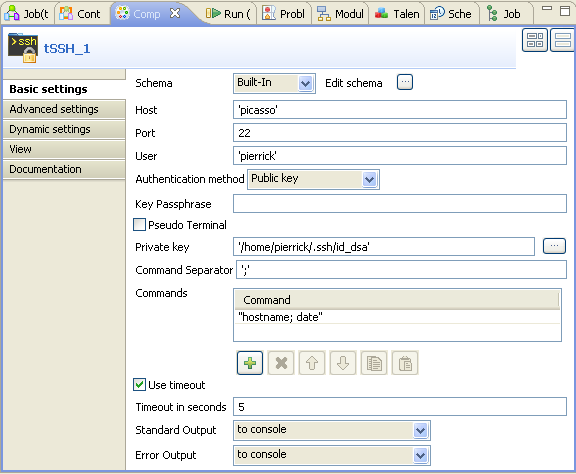 Job(t Cont Comp Run ( Probl Modul Talen Sche Job
>ssh tSSH_1
Basic settings
Advanced settings
Dynamic settings
View
Documentation
Schema Built-In Edit schema ...
Host 'picasso'
Port 22
User 'pierrick'
Authentication method Public key
Key Passphrase
Pseudo Terminal
Private key '/home/pierrick/.ssh/id_dsa' ...
Command Separator ';'
Commands
Command
"hostname; date"
Use timeout
Timeout in seconds 5
Standard Output to console
Error Output to console